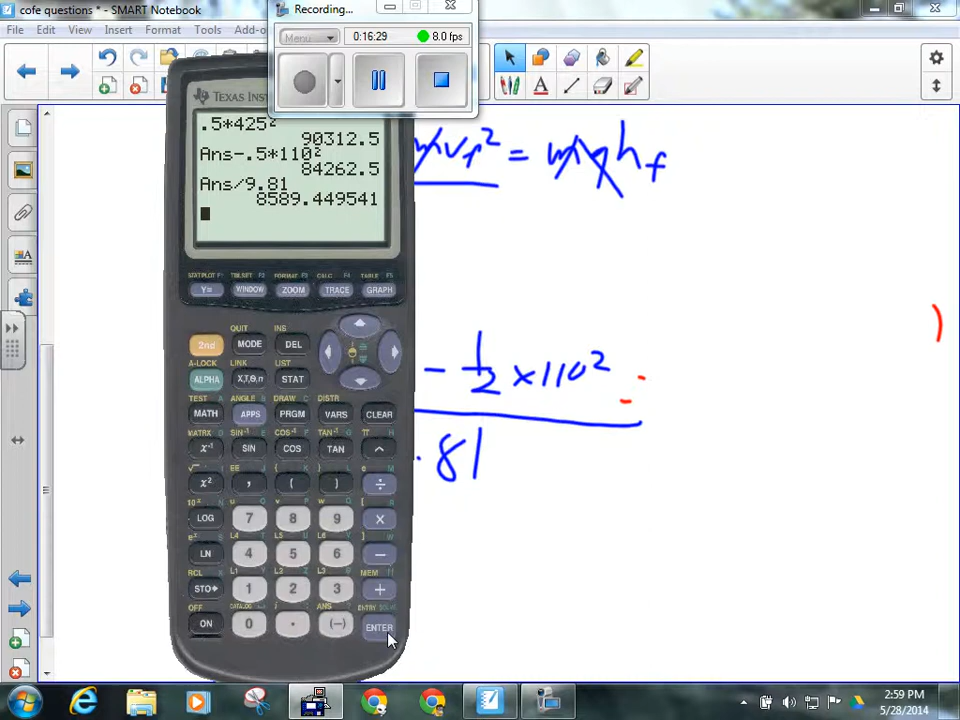 cofe questions * - SMART Notebook
Recording...
File Edit View Insert Format Tools Add-o
Menu 0:16:29 8.0 fps
TEXAS INST
.5*425²
90312.5
Ans-.5*110²
84262.5
Ans/9.81
8589.449541
mvf² = mghf
- 1/2 × 110²
.81
)
STAT PLOT F1 TBLSET F2 FORMAT F3 CALC F4 TABLE F5
Y= WINDOW ZOOM TRACE GRAPH
QUIT INS
2nd MODE DEL
A-LOCK LINK LIST
ALPHA X,T,Θ,n STAT
TEST A ANGLE B DRAW C DISTR
MATH APPS PRGM VARS CLEAR
MATRX D SIN⁻¹ E COS⁻¹ F TAN⁻¹ G π H
x⁻¹ SIN COS TAN ^
√ I EE J { K } L e M
x² , ( ) ÷
10ˣ N u O v P w Q [ R
LOG 7 8 9 ×
eˣ S L4 T L5 U L6 V ] W
LN 4 5 6 −
RCL X L1 Y L2 Z L3 θ MEM "
STO▸ 1 2 3 +
OFF CATALOG i : ANS ? ENTRY SOLVE
ON 0 . (−) ENTER
2:59 PM
5/28/2014